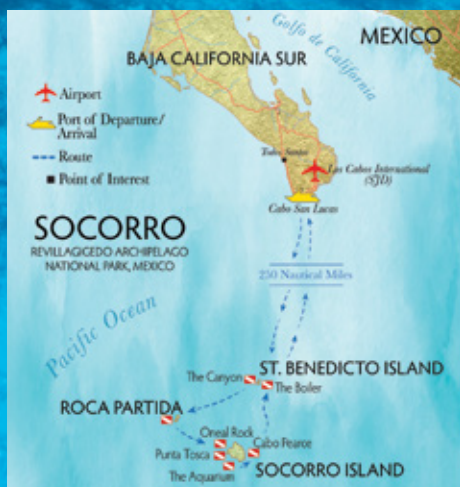 Golfo de California
MEXICO
BAJA CALIFORNIA SUR
Airport
Port of Departure/
Arrival
Route
Point of Interest
Todos Santos
Los Cabos International
(SJD)
Cabo San Lucas
SOCORRO
REVILLAGIGEDO ARCHIPELAGO
NATIONAL PARK, MEXICO
250 Nautical Miles
Pacific Ocean
ST. BENEDICTO ISLAND
The Canyon
The Boiler
ROCA PARTIDA
Oneal Rock
Cabo Pearce
Punta Tosca
The Aquarium
SOCORRO ISLAND